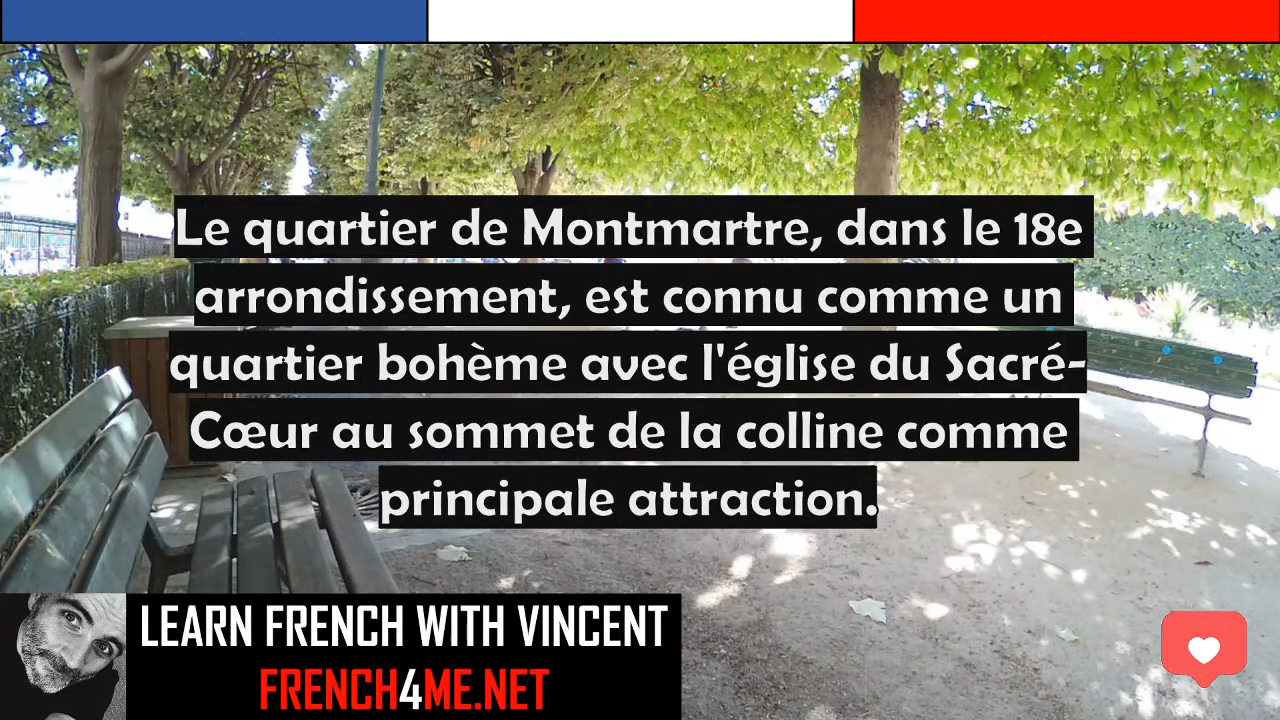 Le quartier de Montmartre, dans le 18e
arrondissement, est connu comme un
quartier bohème avec l'église du Sacré-
Cœur au sommet de la colline comme
principale attraction.
LEARN FRENCH WITH VINCENT
FRENCH4ME.NET